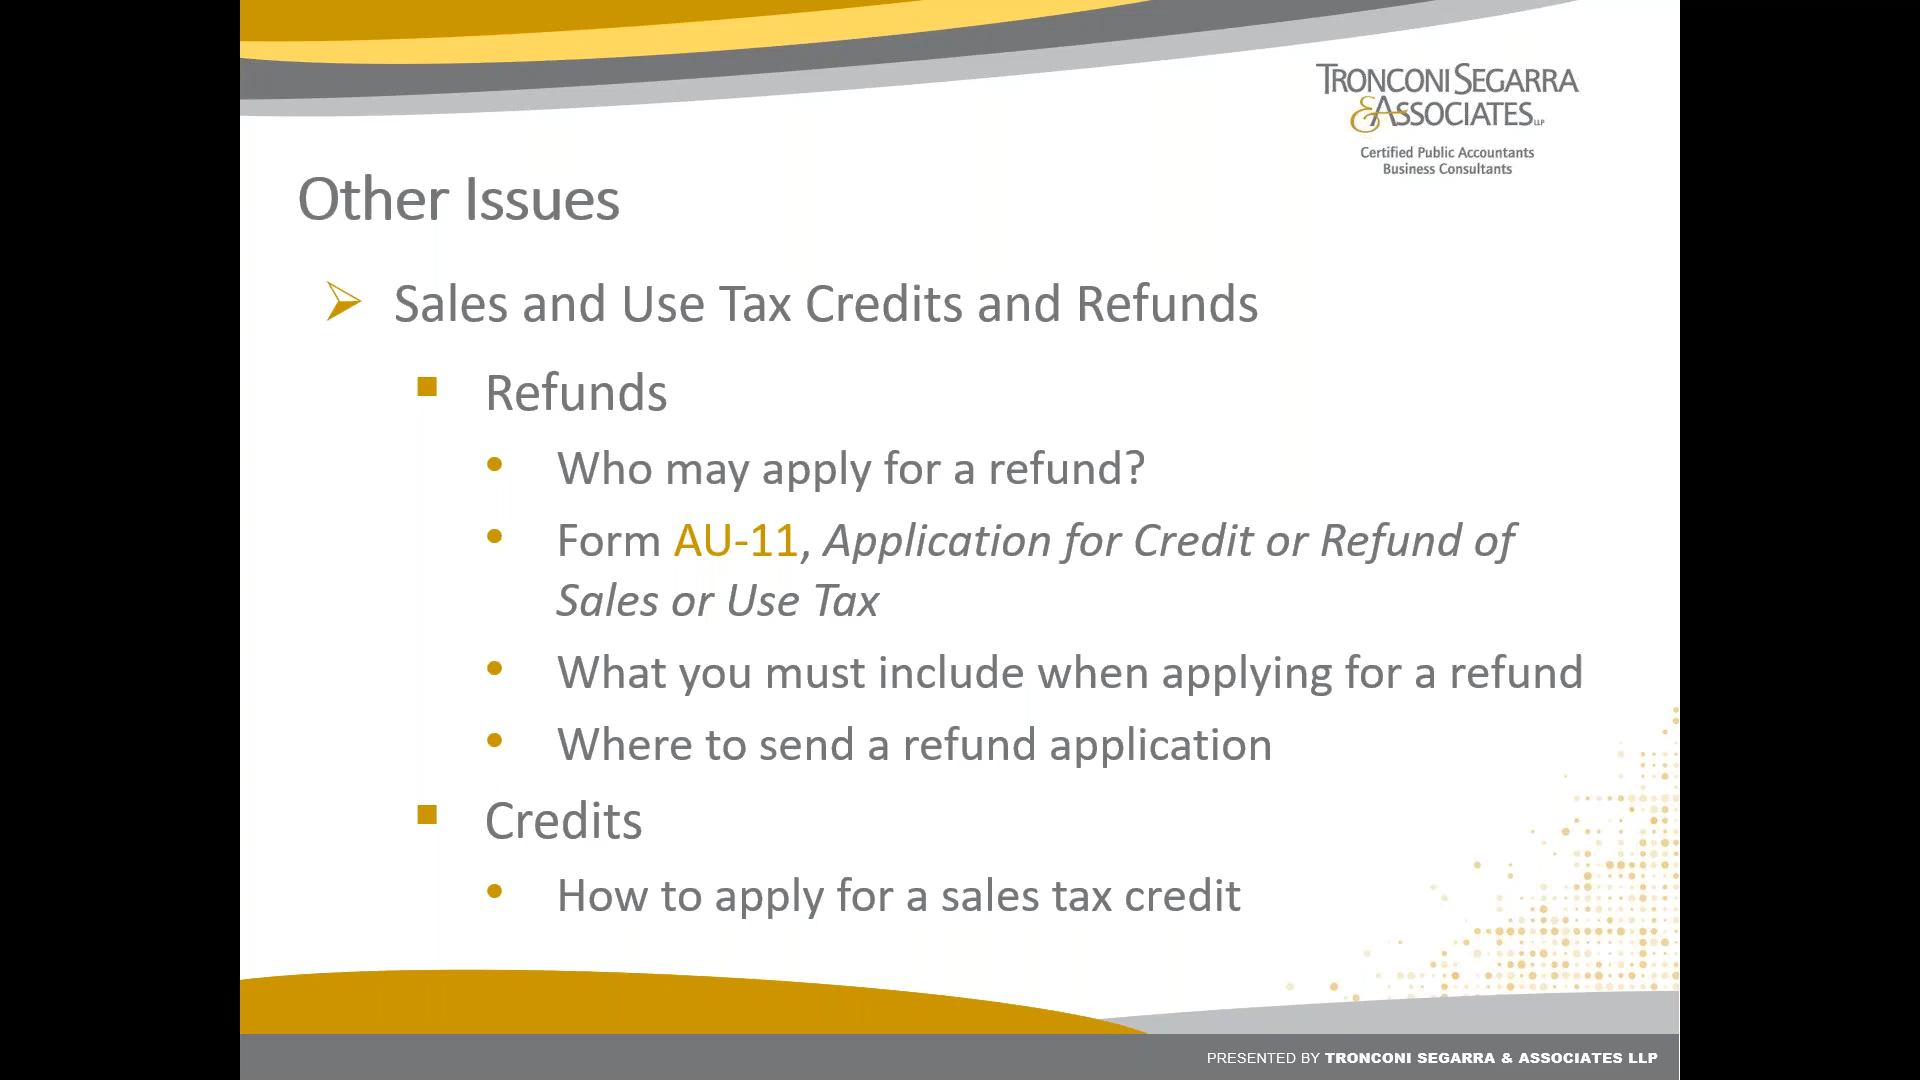 TRONCONI SEGARRA
& ASSOCIATES LLP
Certified Public Accountants
Business Consultants
Other Issues
Sales and Use Tax Credits and Refunds
Refunds
Who may apply for a refund?
Form AU-11, Application for Credit or Refund of
Sales or Use Tax
What you must include when applying for a refund
Where to send a refund application
Credits
How to apply for a sales tax credit
PRESENTED BY TRONCONI SEGARRA & ASSOCIATES LLP